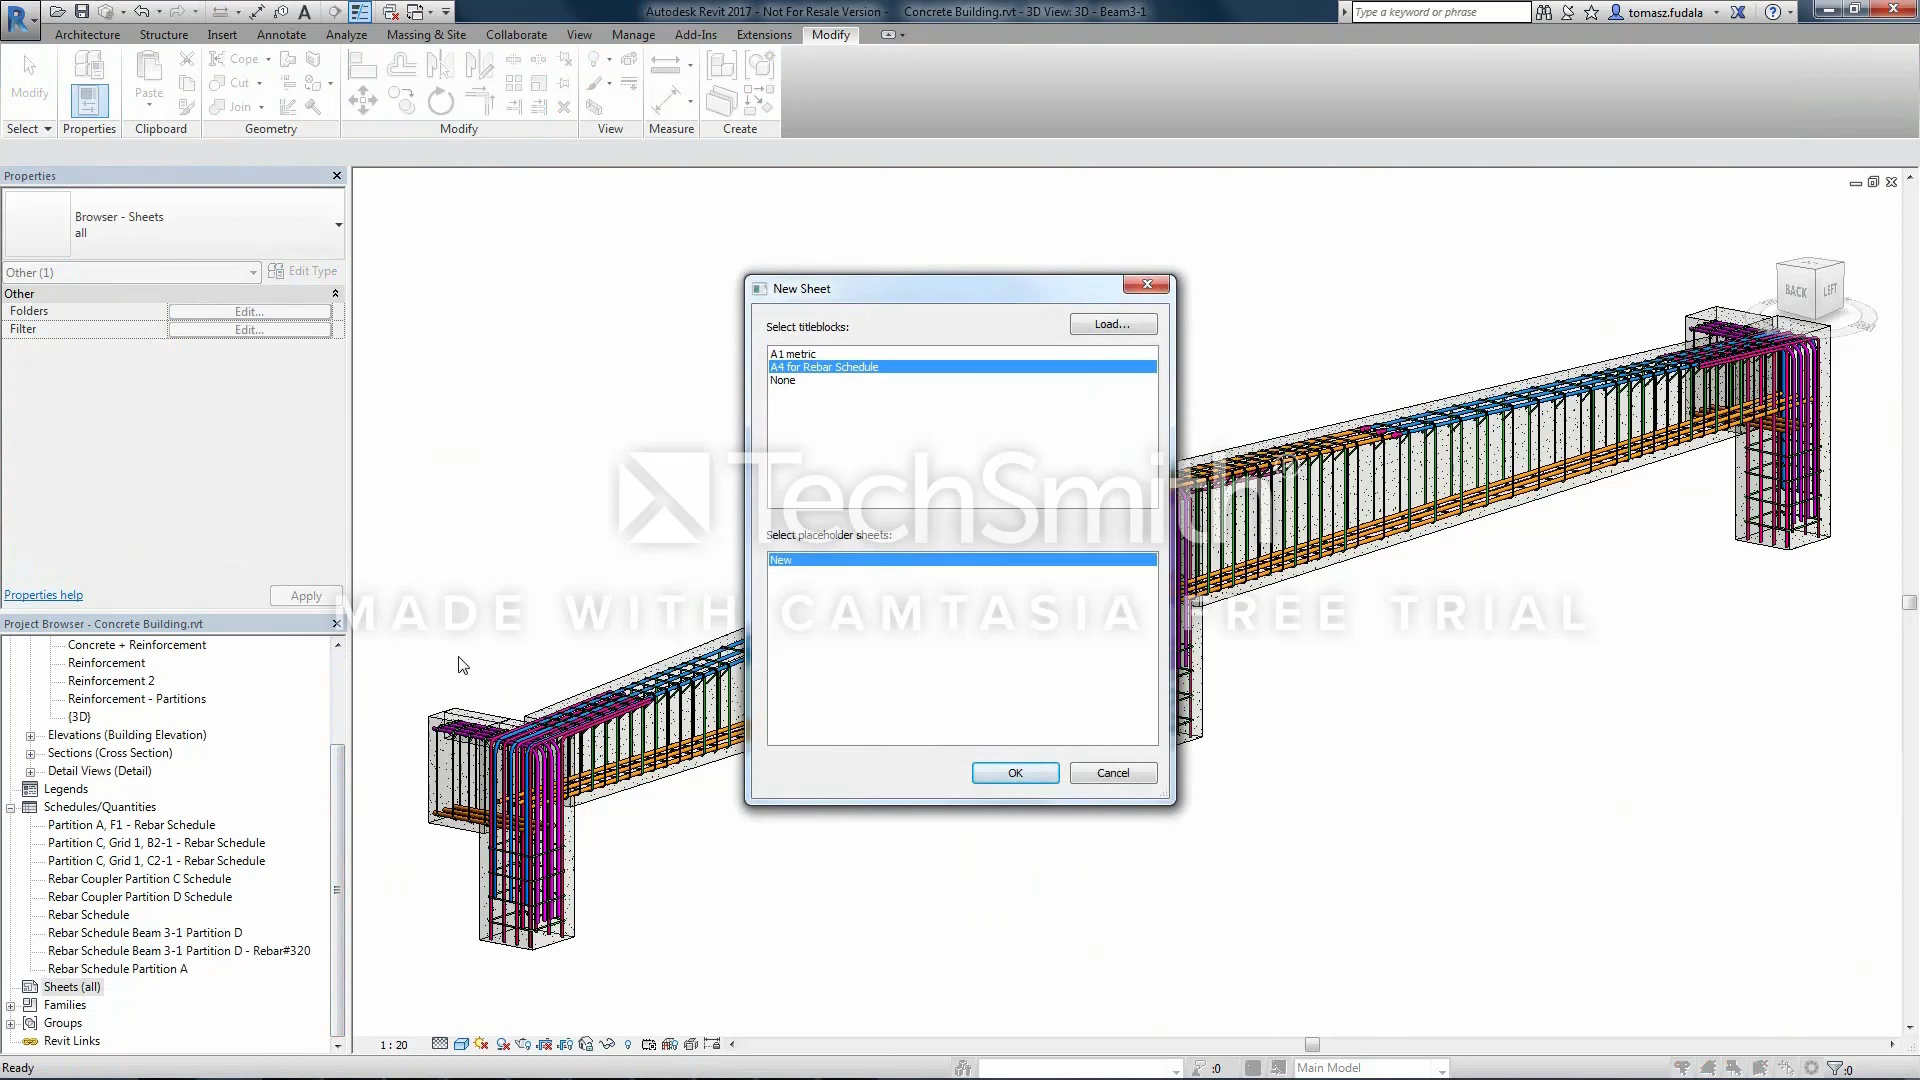 Autodesk Revit 2017 - Not For Resale Version - Concrete Building.rvt - 3D View: 3D - Beam3-1
Type a keyword or phrase
tomasz.fudala
Architecture Structure Insert Annotate Analyze Massing & Site Collaborate View Manage Add-Ins Extensions Modify
Modify
Paste
Cope
Cut
Join
Select Properties Clipboard Geometry Modify View Measure Create
Properties
Browser - Sheets
all
Other (1)
Edit Type
Other
Folders Edit...
Filter Edit...
Properties help
Apply
Project Browser - Concrete Building.rvt
Concrete + Reinforcement
Reinforcement
Reinforcement 2
Reinforcement - Partitions
{3D}
Elevations (Building Elevation)
Sections (Cross Section)
Detail Views (Detail)
Legends
Schedules/Quantities
Partition A, F1 - Rebar Schedule
Partition C, Grid 1, B2-1 - Rebar Schedule
Partition C, Grid 1, C2-1 - Rebar Schedule
Rebar Coupler Partition C Schedule
Rebar Coupler Partition D Schedule
Rebar Schedule
Rebar Schedule Beam 3-1 Partition D
Rebar Schedule Beam 3-1 Partition D - Rebar#320
Rebar Schedule Partition A
Sheets (all)
Families
Groups
Revit Links
New Sheet
Select titleblocks:
Load...
A1 metric
A4 for Rebar Schedule
None
Select placeholder sheets:
New
OK
Cancel
BACK
LEFT
TechSmith
MADE WITH CAMTASIA FREE TRIAL
1 : 20
Ready
:0
Main Model
:0